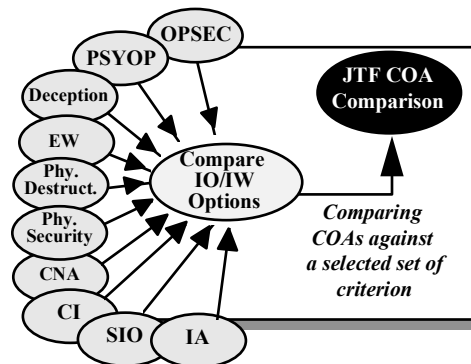 OPSEC
PSYOP
Deception
EW
Phy.
Destruct.
Phy.
Security
CNA
CI
SIO
IA
Compare
IO/IW
Options
JTF COA
Comparison
Comparing
COAs against
a selected set of
criterion